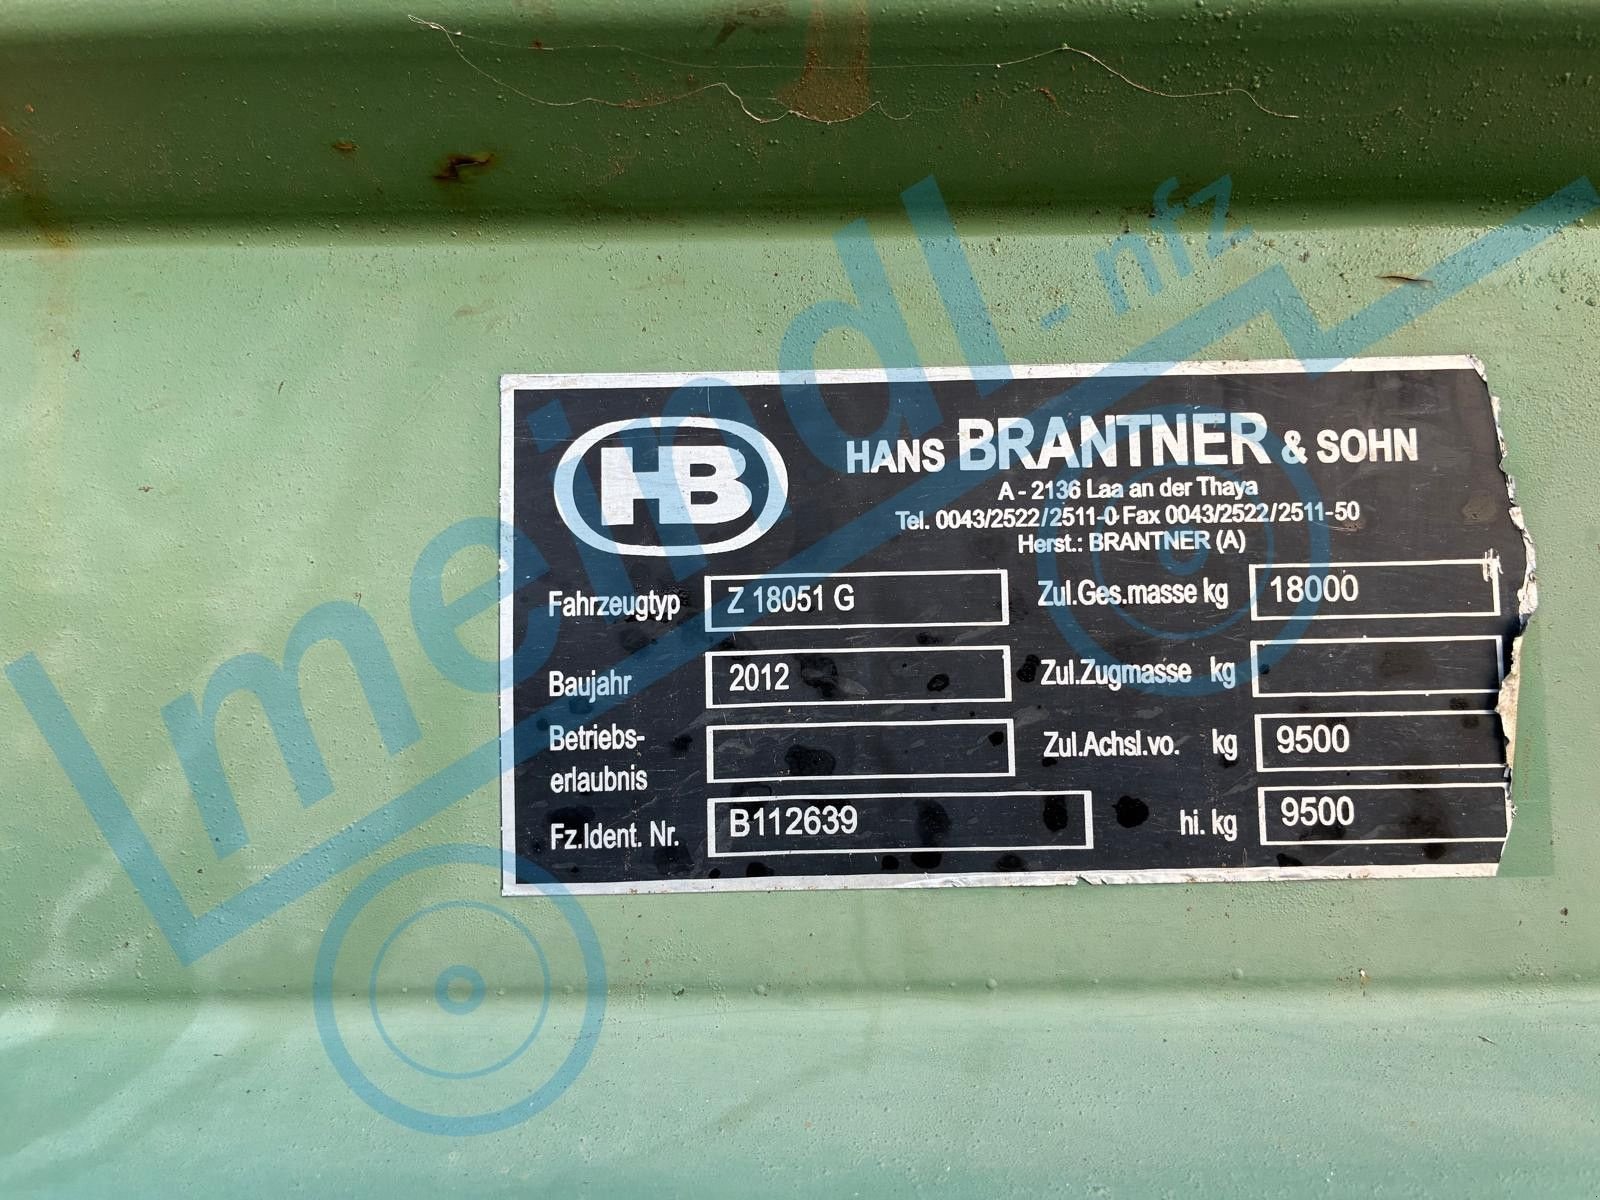 HB
HANS BRANTNER & SOHN
A - 2136 Laa an der Thaya
Tel. 0043/2522/2511-0 Fax 0043/2522/2511-50
Herst.: BRANTNER (A)
Fahrzeugtyp Z 18051 G Zul.Ges.masse kg 18000
Baujahr 2012 Zul.Zugmasse kg
Betriebs-
erlaubnis Zul.Achsl.vo. kg 9500
Fz.Ident. Nr. B112639 hi. kg 9500
meindl-nfz